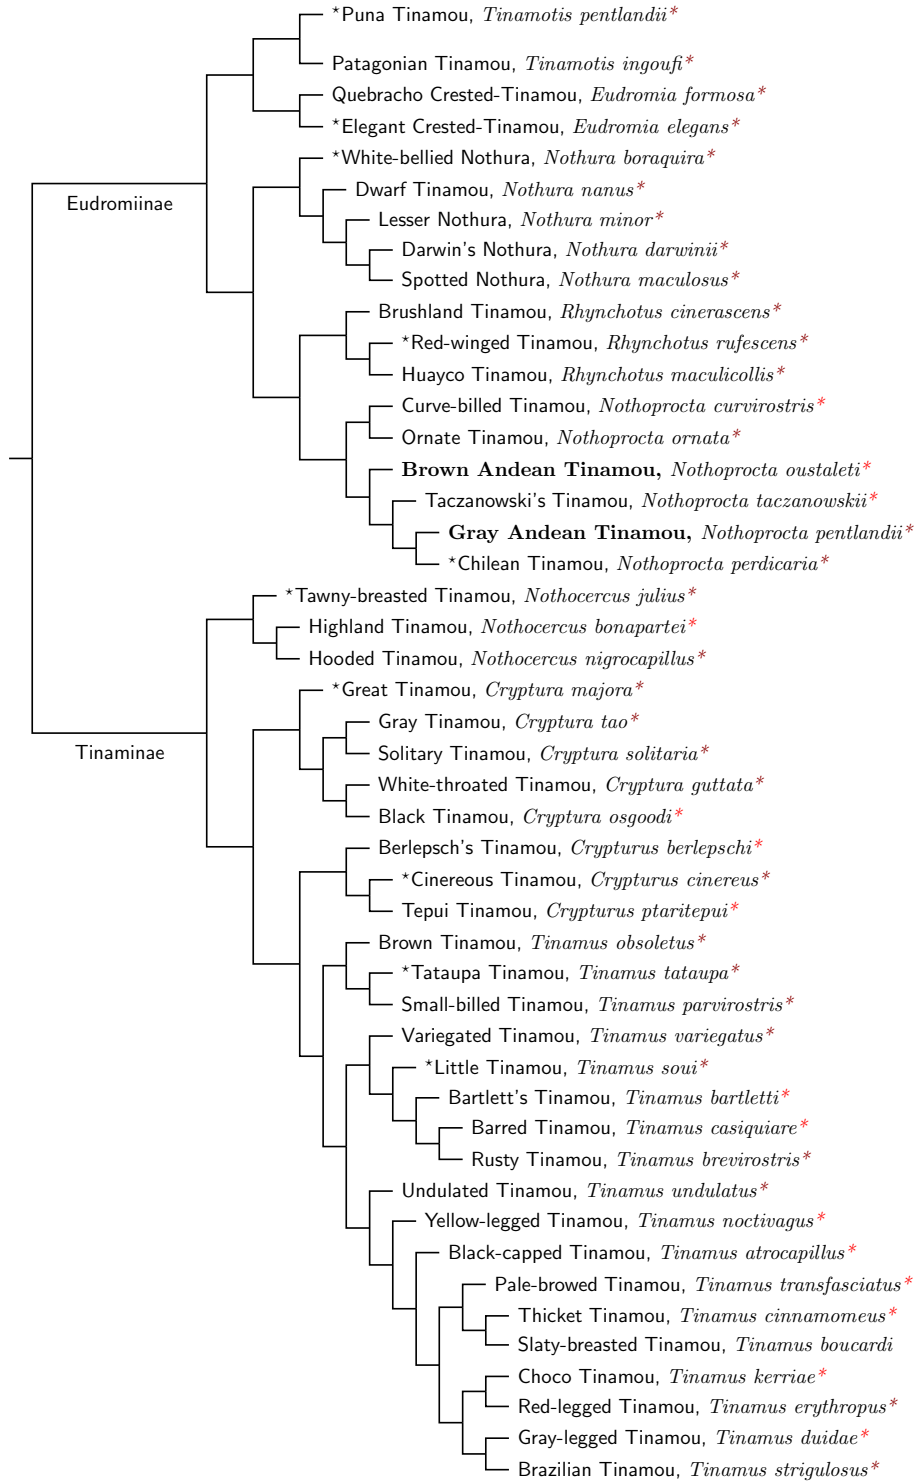 ⋆Puna Tinamou, Tinamotis pentlandii*
Patagonian Tinamou, Tinamotis ingoufi*
Quebracho Crested-Tinamou, Eudromia formosa*
⋆Elegant Crested-Tinamou, Eudromia elegans*
⋆White-bellied Nothura, Nothura boraquira*
Dwarf Tinamou, Nothura nanus*
Eudromiinae
Lesser Nothura, Nothura minor*
Darwin's Nothura, Nothura darwinii*
Spotted Nothura, Nothura maculosus*
Brushland Tinamou, Rhynchotus cinerascens*
⋆Red-winged Tinamou, Rhynchotus rufescens*
Huayco Tinamou, Rhynchotus maculicollis*
Curve-billed Tinamou, Nothoprocta curvirostris*
Ornate Tinamou, Nothoprocta ornata*
Brown Andean Tinamou, Nothoprocta oustaleti*
Taczanowski's Tinamou, Nothoprocta taczanowskii*
Gray Andean Tinamou, Nothoprocta pentlandii*
⋆Chilean Tinamou, Nothoprocta perdicaria*
⋆Tawny-breasted Tinamou, Nothocercus julius*
Highland Tinamou, Nothocercus bonapartei*
Hooded Tinamou, Nothocercus nigrocapillus*
⋆Great Tinamou, Cryptura majora*
Gray Tinamou, Cryptura tao*
Tinaminae
Solitary Tinamou, Cryptura solitaria*
White-throated Tinamou, Cryptura guttata*
Black Tinamou, Cryptura osgoodi*
Berlepsch's Tinamou, Crypturus berlepschi*
⋆Cinereous Tinamou, Crypturus cinereus*
Tepui Tinamou, Crypturus ptaritepui*
Brown Tinamou, Tinamus obsoletus*
⋆Tataupa Tinamou, Tinamus tataupa*
Small-billed Tinamou, Tinamus parvirostris*
Variegated Tinamou, Tinamus variegatus*
⋆Little Tinamou, Tinamus soui*
Bartlett's Tinamou, Tinamus bartletti*
Barred Tinamou, Tinamus casiquiare*
Rusty Tinamou, Tinamus brevirostris*
Undulated Tinamou, Tinamus undulatus*
Yellow-legged Tinamou, Tinamus noctivagus*
Black-capped Tinamou, Tinamus atrocapillus*
Pale-browed Tinamou, Tinamus transfasciatus*
Thicket Tinamou, Tinamus cinnamomeus*
Slaty-breasted Tinamou, Tinamus boucardi
Choco Tinamou, Tinamus kerriae*
Red-legged Tinamou, Tinamus erythropus*
Gray-legged Tinamou, Tinamus duidae*
Brazilian Tinamou, Tinamus strigulosus*